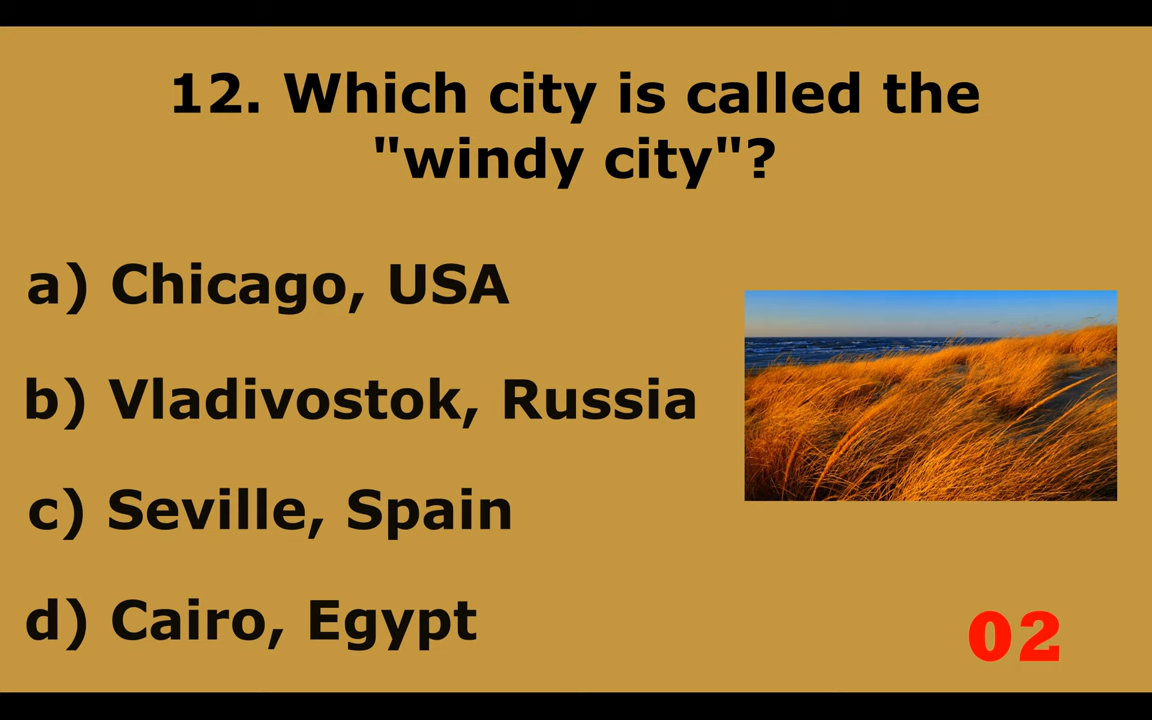 12. Which city is called the
"windy city"?
a) Chicago, USA
b) Vladivostok, Russia
c) Seville, Spain
d) Cairo, Egypt
02